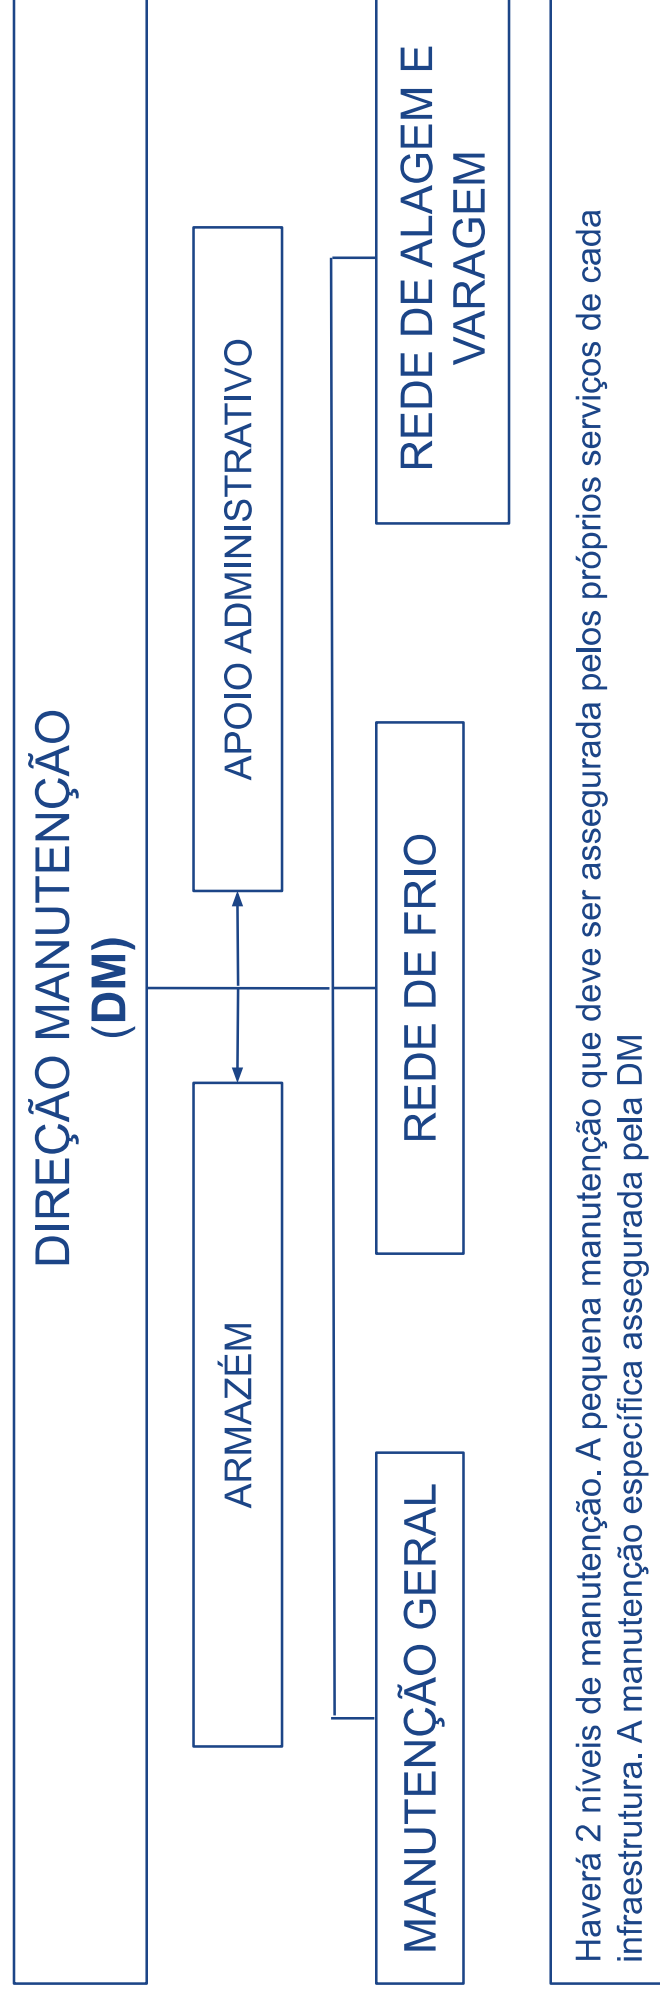 DIREÇÃO MANUTENÇÃO
(DM)
ARMAZÉM
APOIO ADMINISTRATIVO
MANUTENÇÃO GERAL
REDE DE FRIO
REDE DE ALAGEM E
VARAGEM
Haverá 2 níveis de manutenção. A pequena manutenção que deve ser assegurada pelos próprios serviços de cada
infraestrutura. A manutenção específica assegurada pela DM